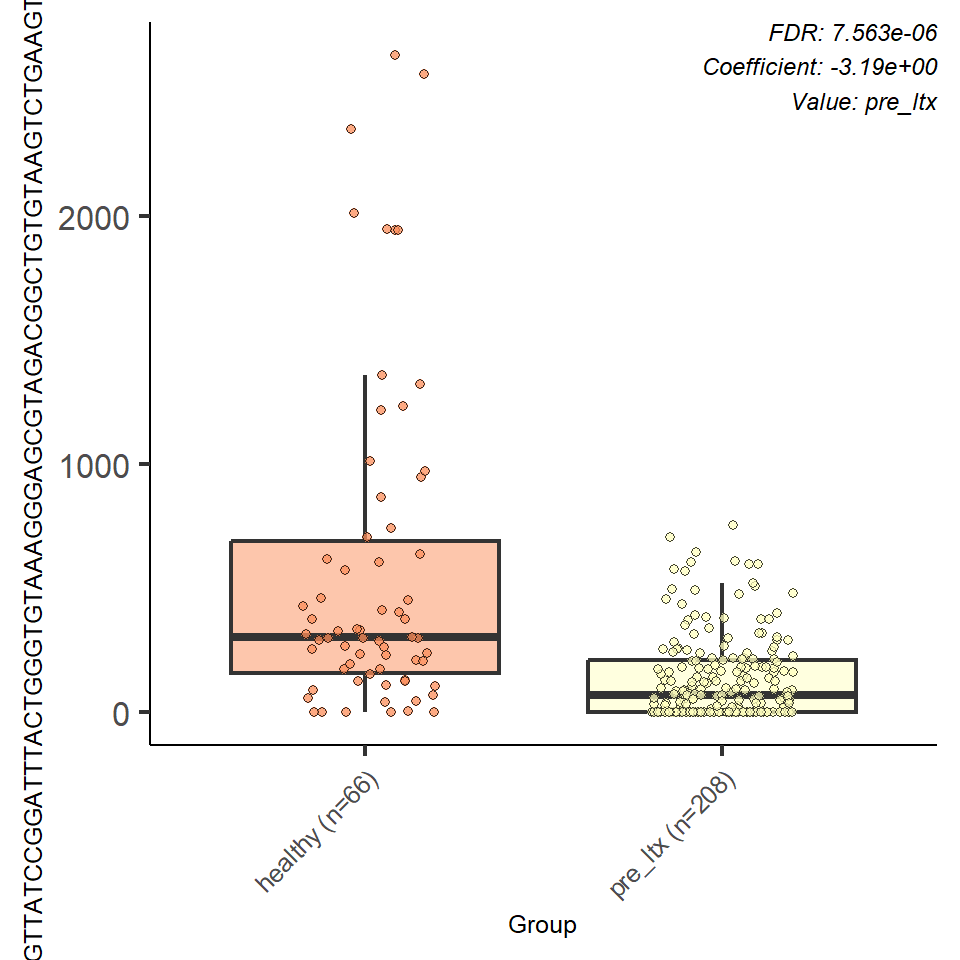 FDR: 7.563e-06
Coefficient: -3.19e+00
Value: pre_ltx
GTTATCCGGATTTACTGGGTGTAAAGGGAGCGTAGACGGCTGTGTAAGTCTGAAGT
2000
1000
0
healthy (n=66)
pre_ltx (n=208)
Group